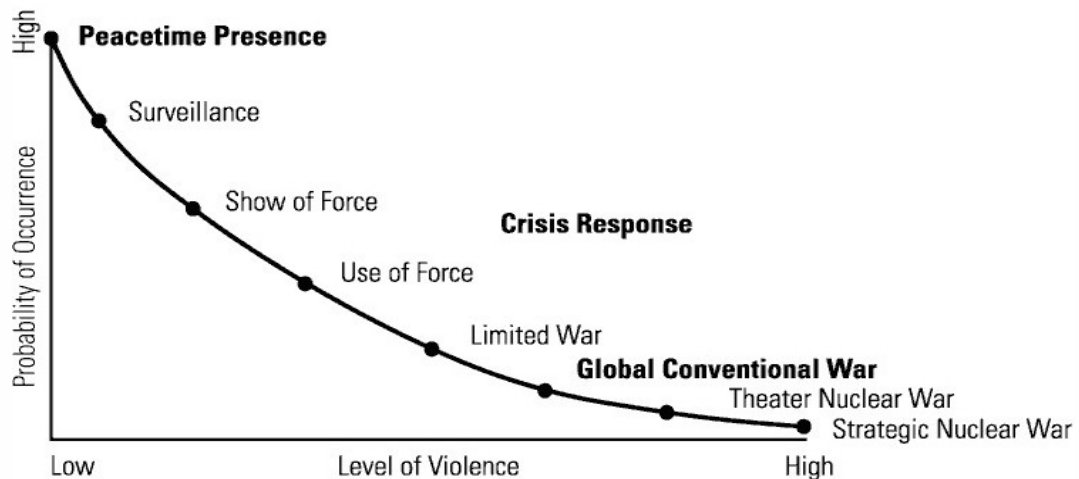 High
Peacetime Presence
Surveillance
Show of Force
Crisis Response
Use of Force
Limited War
Global Conventional War
Theater Nuclear War
Strategic Nuclear War
Probability of Occurrence
Low
Level of Violence
High